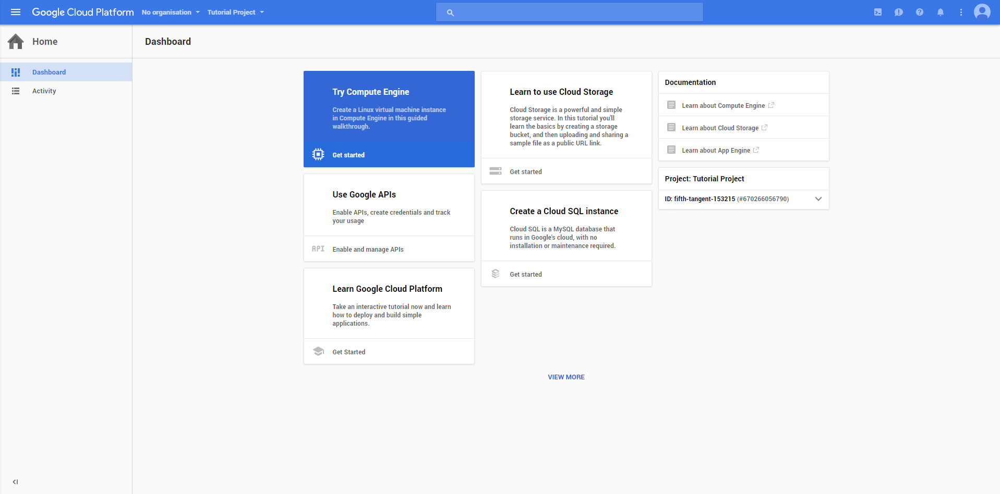 Google Cloud Platform
No organisation
Tutorial Project
Home
Dashboard
Dashboard
Activity
Try Compute Engine
Create a Linux virtual machine instance
in Compute Engine in this guided
walkthrough.
Get started
Use Google APIs
Enable APIs, create credentials and track
your usage
API
Enable and manage APIs
Learn Google Cloud Platform
Take an interactive tutorial now and learn
how to deploy and build simple
applications.
Get Started
Learn to use Cloud Storage
Cloud Storage is a powerful and simple
storage service. In this tutorial you'll
learn the basics by creating a storage
bucket, and then uploading and sharing a
sample file as a public URL link.
Get started
Create a Cloud SQL instance
Cloud SQL is a MySQL database that
runs in Google's cloud, with no
installation or maintenance required.
Get started
Documentation
Learn about Compute Engine
Learn about Cloud Storage
Learn about App Engine
Project: Tutorial Project
ID: fifth-tangent-153215 (#670266056790)
VIEW MORE